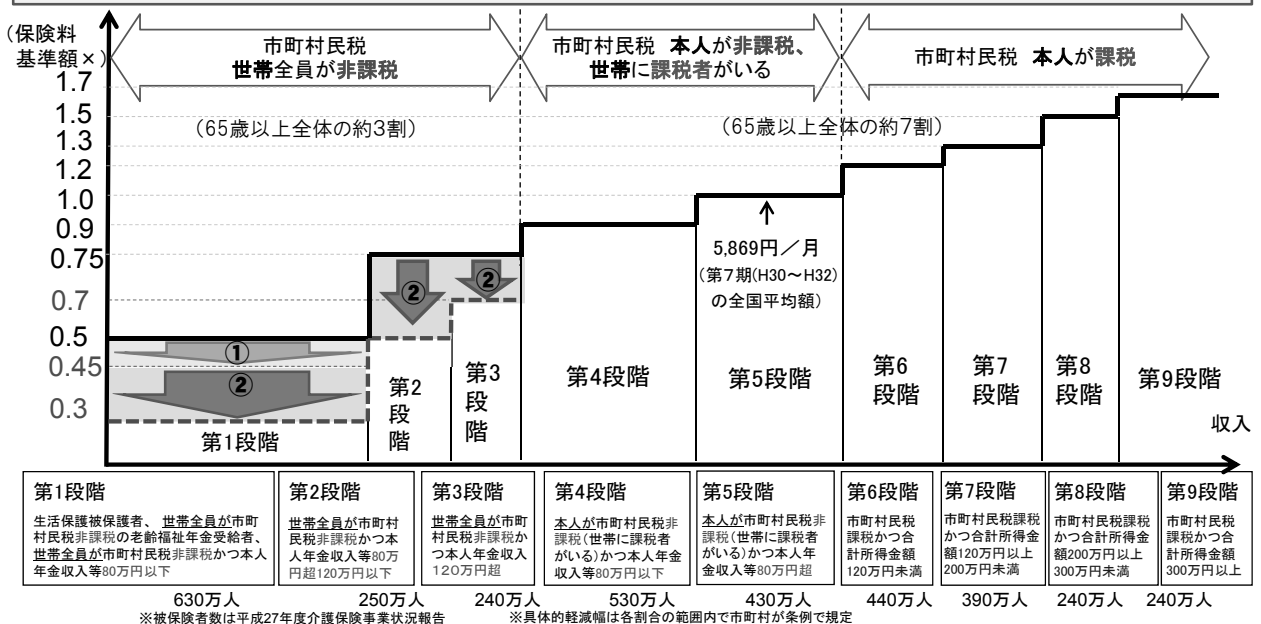 (保険料
基準額×)
市町村民税
世帯全員が非課税
市町村民税 本人が非課税、
世帯に課税者がいる
市町村民税 本人が課税
(65歳以上全体の約3割)
(65歳以上全体の約7割)
1.7
1.5
1.3
1.2
1.0
0.9
0.75
0.7
0.5
0.45
0.3
①
②
②
②
5,869円/月
(第7期(H30~H32)
の全国平均額)
第1段階
第2
段
階
第3
段
階
第4段階
第5段階
第6
段階
第7
段階
第8
段階
第9段階
収入
第1段階
生活保護被保護者、世帯全員が市町
村民税非課税の老齢福祉年金受給者、
世帯全員が市町村民税非課税かつ本人
年金収入等80万円以下
第2段階
世帯全員が市町村
民税非課税かつ本
人年金収入等80万
円超120万円以下
第3段階
世帯全員が市町
村民税非課税か
つ本人年金収入
120万円超
第4段階
本人が市町村民税非
課税(世帯に課税者
がいる)かつ本人年金
収入等80万円以下
第5段階
本人が市町村民税非
課税(世帯に課税者
がいる)かつ本人年
金収入等80万円超
第6段階
市町村民税
課税かつ合
計所得金額
120万円未満
第7段階
市町村民税課税
かつ合計所得金
額120万円以上
200万円未満
第8段階
市町村民税課税
かつ合計所得金
額200万円以上
300万円未満
第9段階
市町村民税
課税かつ合
計所得金額
300万円以上
630万人
250万人
240万人
530万人
430万人
440万人
390万人
240万人
240万人
※被保険者数は平成27年度介護保険事業状況報告
※具体的軽減幅は各割合の範囲内で市町村が条例で規定